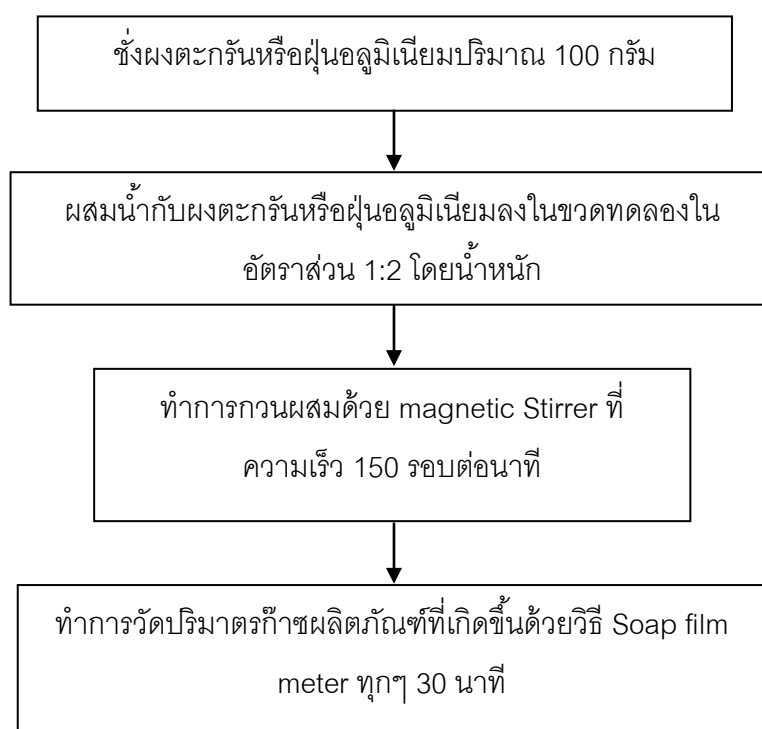 ชั่งผงตะกรันหรือฝุ่นอลูมิเนียมปริมาณ 100 กรัม
ผสมน้ำกับผงตะกรันหรือฝุ่นอลูมิเนียมลงในขวดทดลองใน
อัตราส่วน 1:2 โดยน้ำหนัก
ทำการกวนผสมด้วย magnetic Stirrer ที่
ความเร็ว 150 รอบต่อนาที
ทำการวัดปริมาตรก๊าซผลิตภัณฑ์ที่เกิดขึ้นด้วยวิธี Soap film
meter ทุกๆ 30 นาที